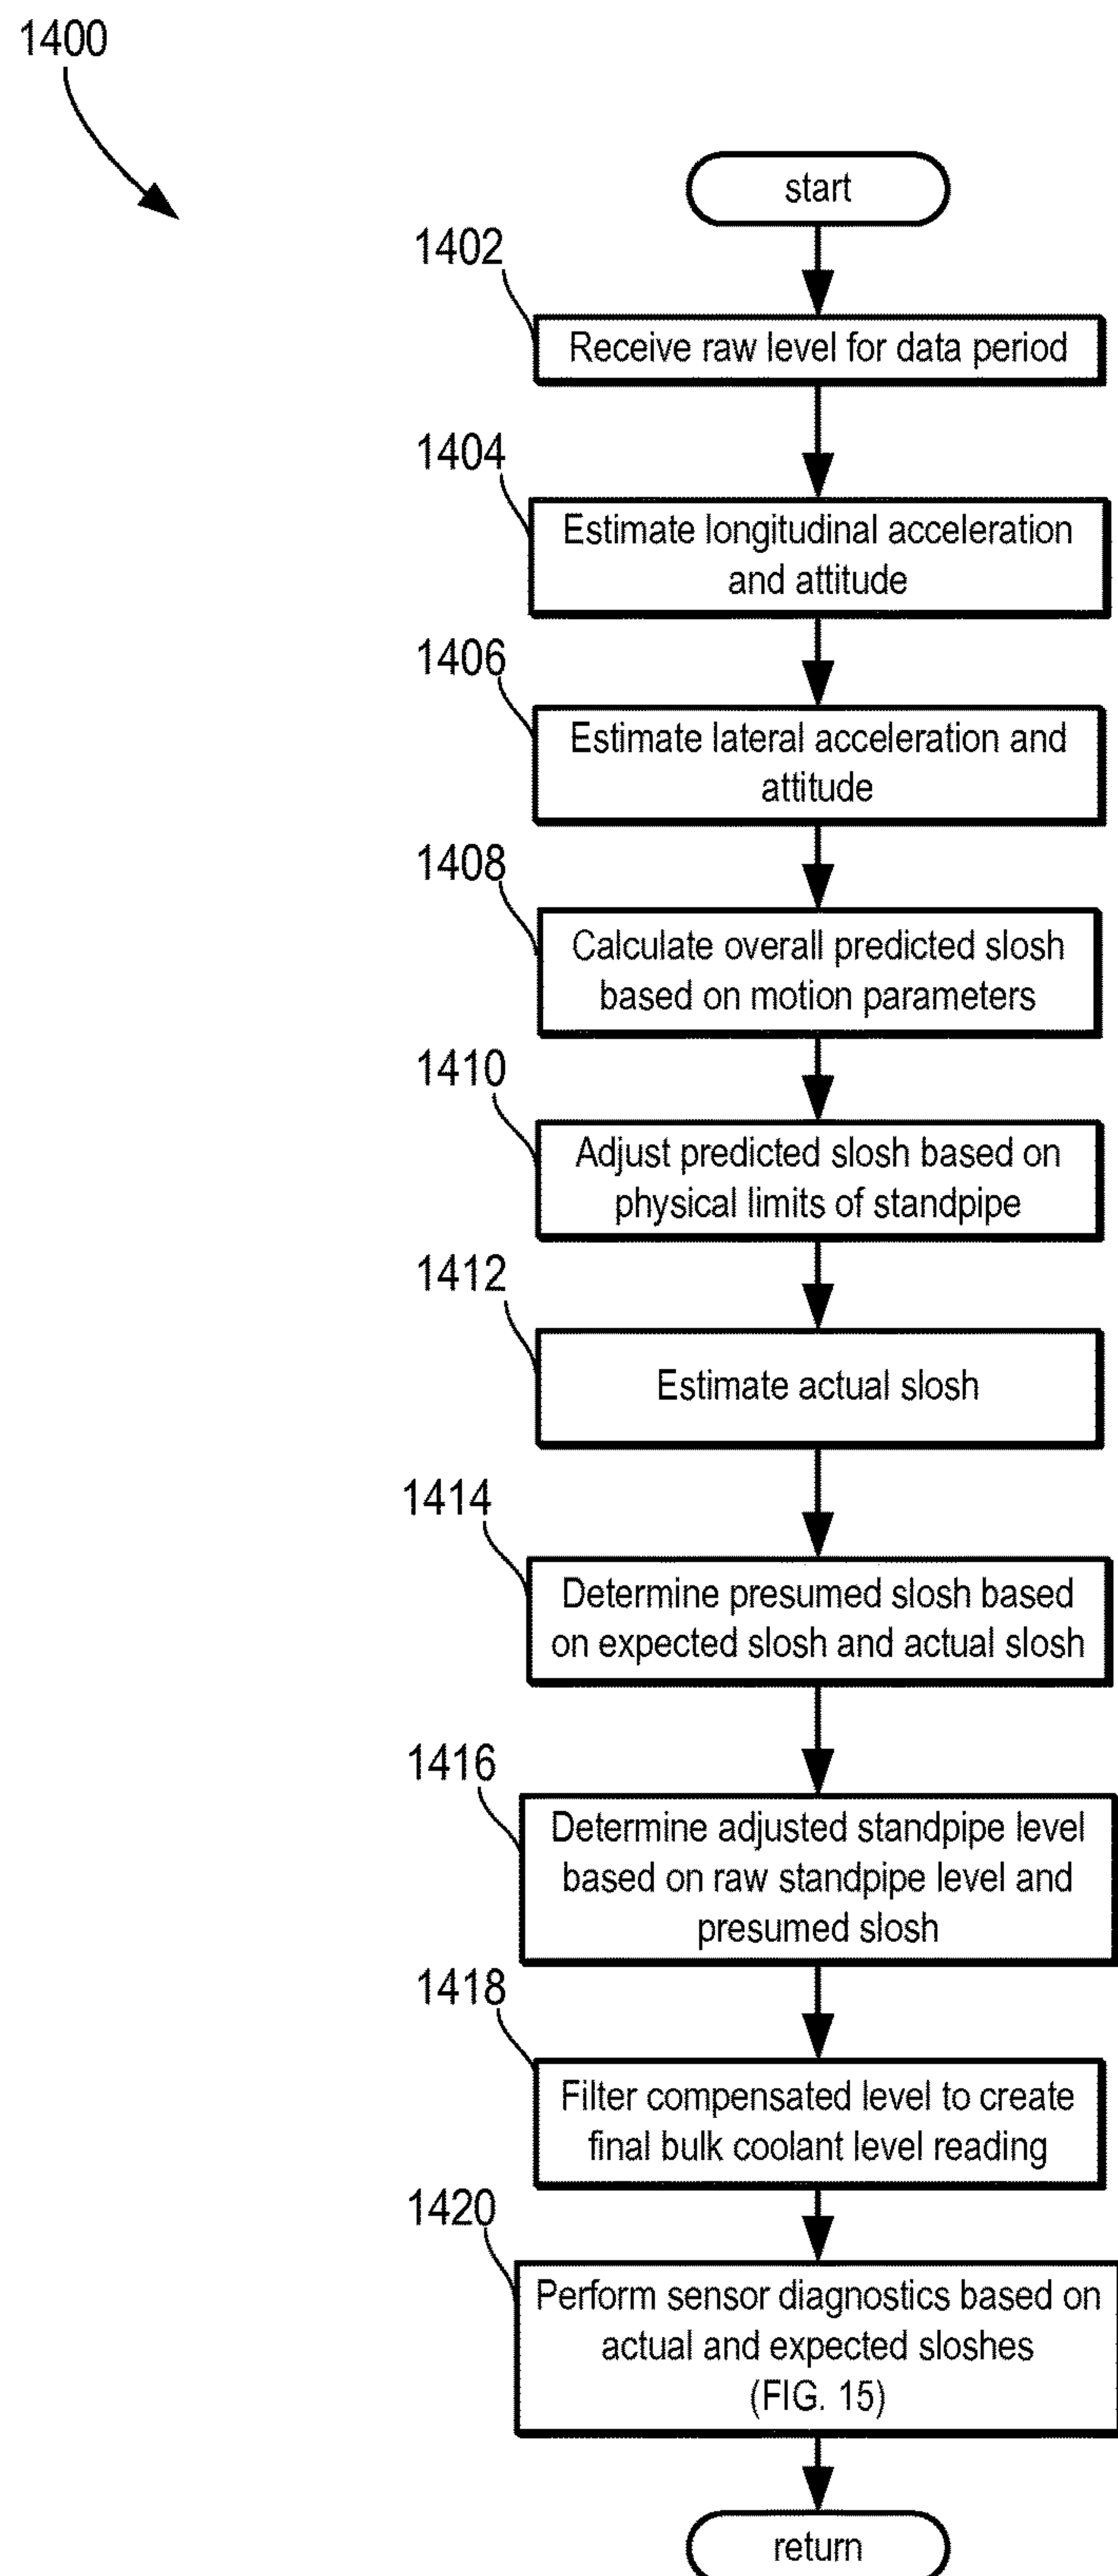 1400
start
1402
Receive raw level for data period
1404
Estimate longitudinal acceleration
and attitude
1406
Estimate lateral acceleration and
attitude
1408
Calculate overall predicted slosh
based on motion parameters
1410
Adjust predicted slosh based on
physical limits of standpipe
1412
Estimate actual slosh
1414
Determine presumed slosh based
on expected slosh and actual slosh
1416
Determine adjusted standpipe level
based on raw standpipe level and
presumed slosh
1418
Filter compensated level to create
final bulk coolant level reading
1420
Perform sensor diagnostics based on
actual and expected sloshes
(FIG. 15)
return